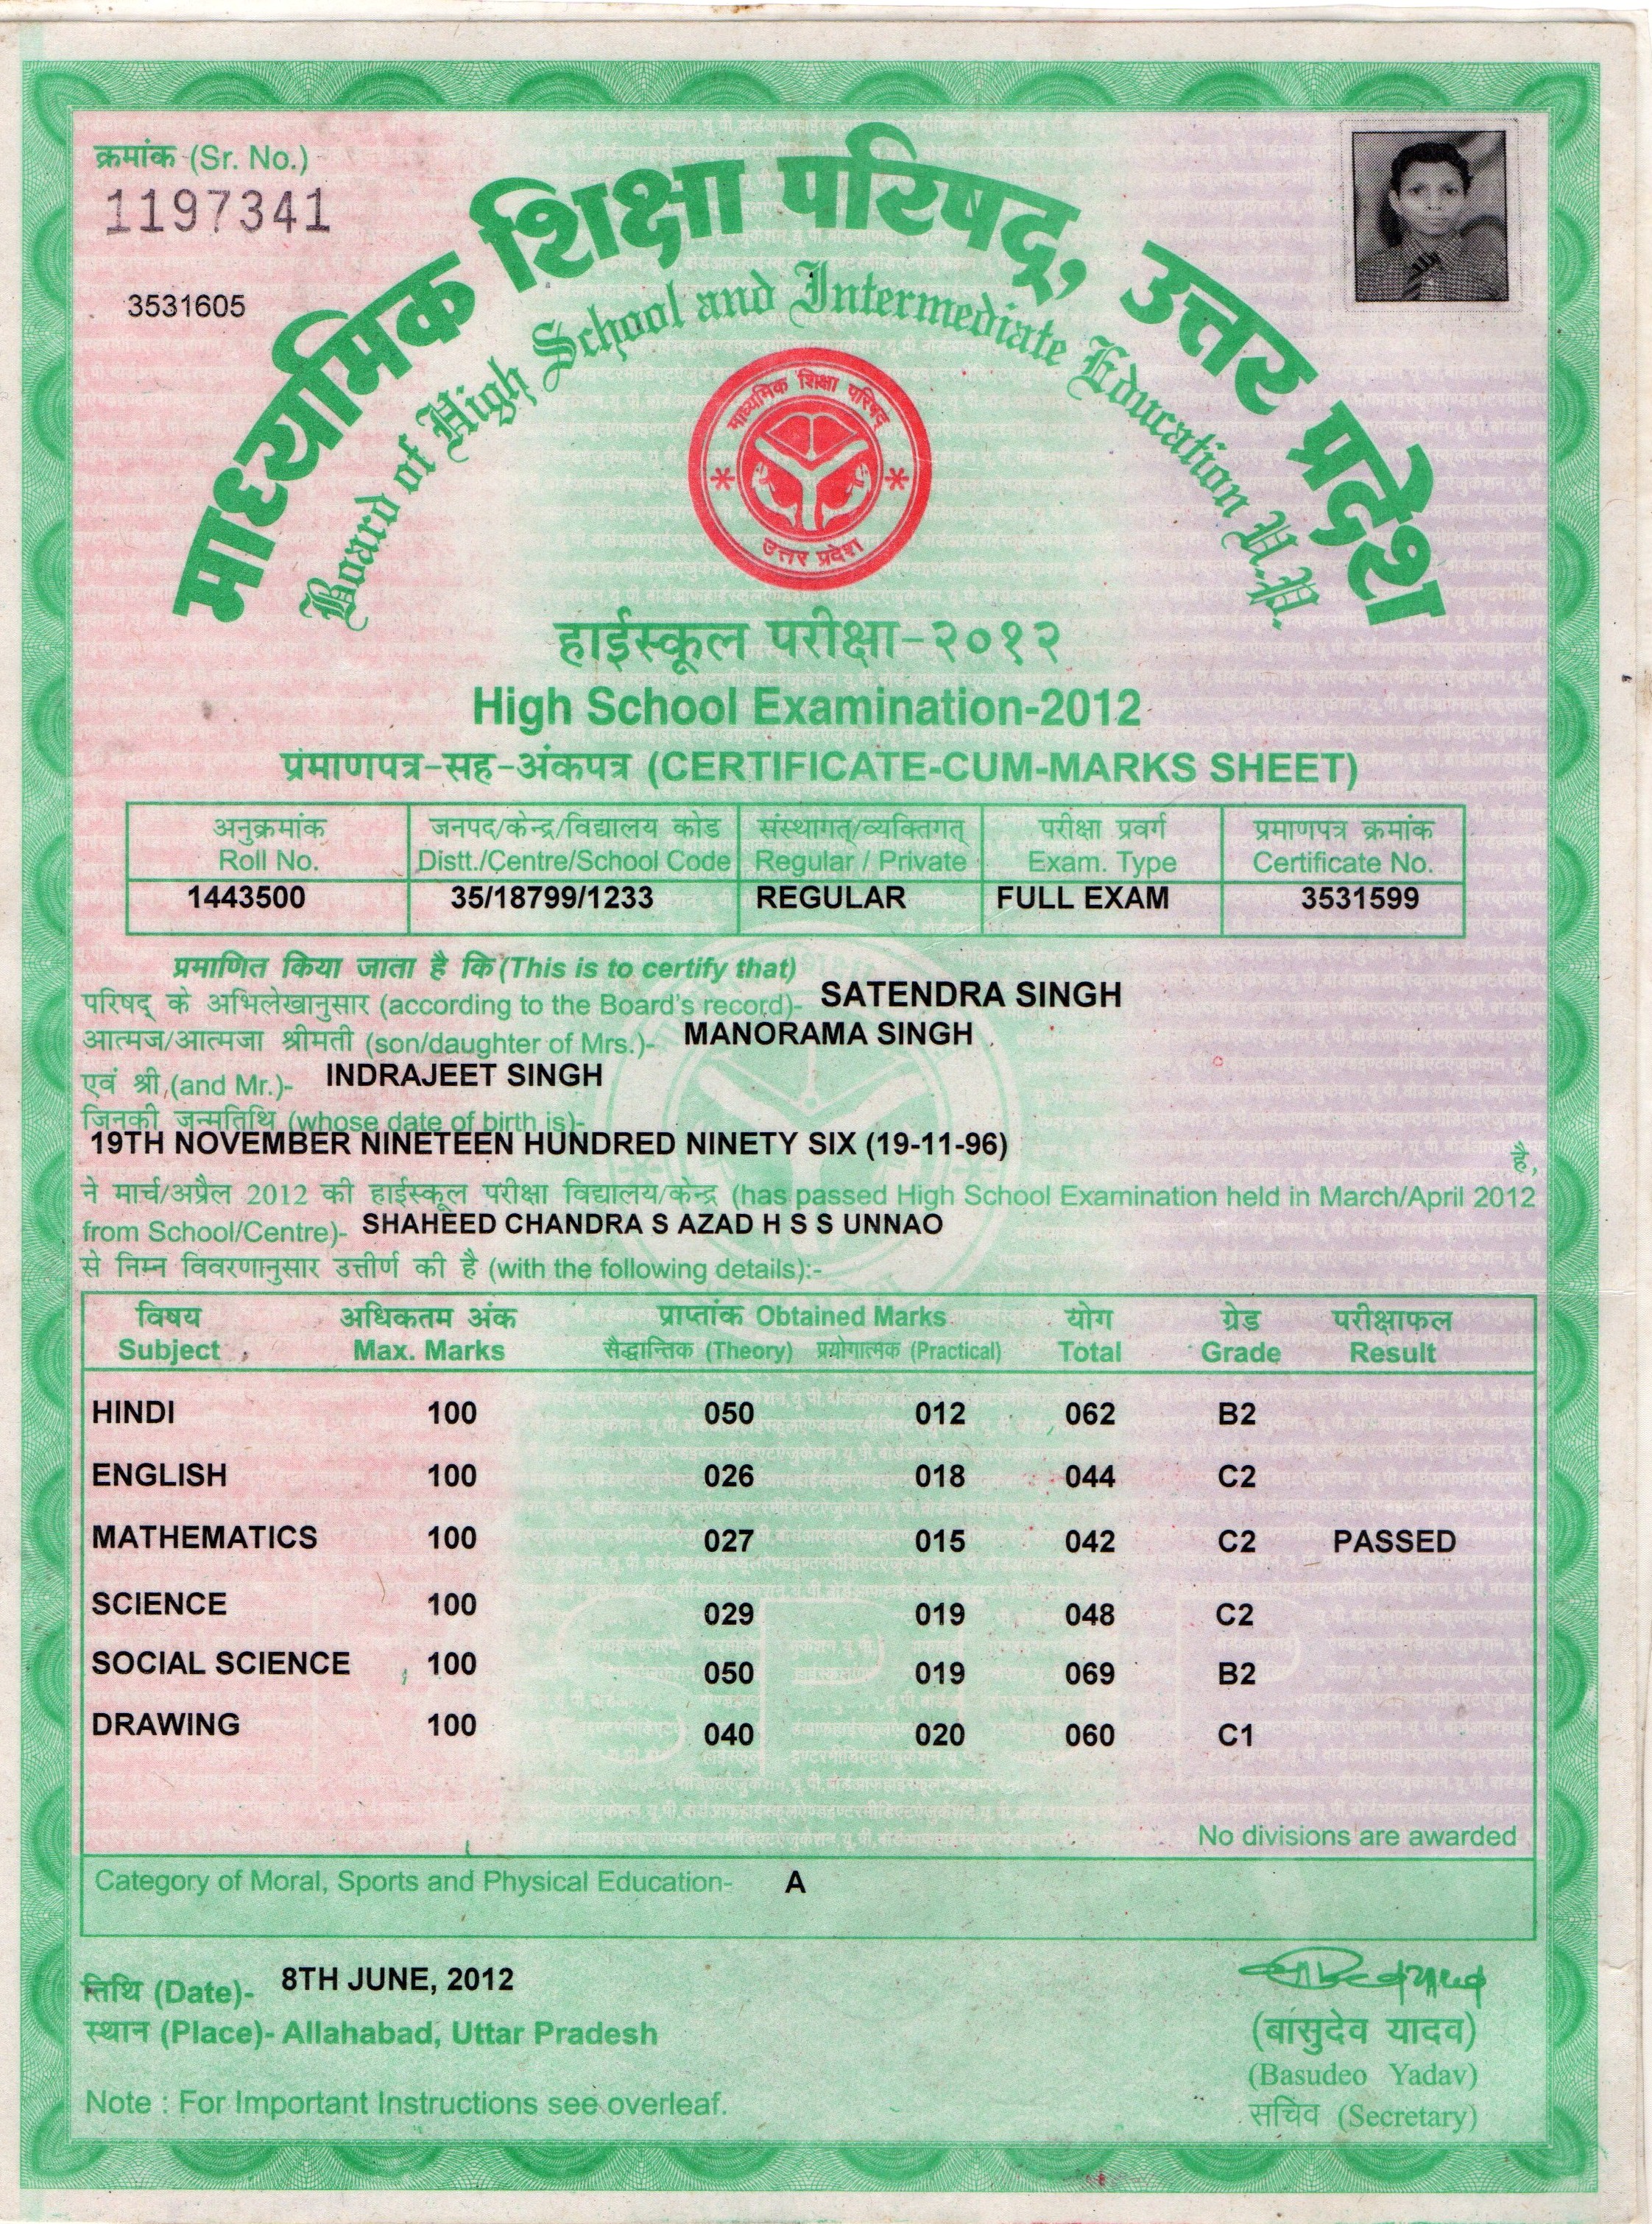 क्रमांक (Sr. No.)
1197341
3531605
माध्यमिक शिक्षा परिषद्, उत्तर प्रदेश
Board of High School and Intermediate Education U.P.
माध्यमिक शिक्षा परिषद्
उत्तर प्रदेश
हाईस्कूल परीक्षा-२०१२
High School Examination-2012
प्रमाणपत्र-सह-अंकपत्र (CERTIFICATE-CUM-MARKS SHEET)
अनुक्रमांक जनपद/केन्द्र/विद्यालय कोड संस्थागत/व्यक्तिगत परीक्षा प्रवर्ग प्रमाणपत्र क्रमांक
Roll No. Distt./Centre/School Code Regular / Private Exam. Type Certificate No.
1443500 35/18799/1233 REGULAR FULL EXAM 3531599
प्रमाणित किया जाता है कि (This is to certify that)
परिषद् के अभिलेखानुसार (according to the Board's record)- SATENDRA SINGH
आत्मज/आत्मजा श्रीमती (son/daughter of Mrs.)- MANORAMA SINGH
एवं श्री (and Mr.)- INDRAJEET SINGH
जिनकी जन्मतिथि (whose date of birth is)-
19TH NOVEMBER NINETEEN HUNDRED NINETY SIX (19-11-96) है,
ने मार्च/अप्रैल 2012 की हाईस्कूल परीक्षा विद्यालय/केन्द्र (has passed High School Examination held in March/April 2012
from School/Centre)- SHAHEED CHANDRA S AZAD H S S UNNAO
से निम्न विवरणानुसार उत्तीर्ण की है (with the following details):-
विषय अधिकतम अंक प्राप्तांक Obtained Marks योग ग्रेड परीक्षाफल
Subject Max. Marks सैद्धान्तिक (Theory) प्रयोगात्मक (Practical) Total Grade Result
HINDI 100 050 012 062 B2
ENGLISH 100 026 018 044 C2
MATHEMATICS 100 027 015 042 C2 PASSED
SCIENCE 100 029 019 048 C2
SOCIAL SCIENCE 100 050 019 069 B2
DRAWING 100 040 020 060 C1
No divisions are awarded
Category of Moral, Sports and Physical Education- A
तिथि (Date)- 8TH JUNE, 2012
स्थान (Place)- Allahabad, Uttar Pradesh
(बासुदेव यादव)
(Basudeo Yadav)
सचिव (Secretary)
Note : For Important Instructions see overleaf.